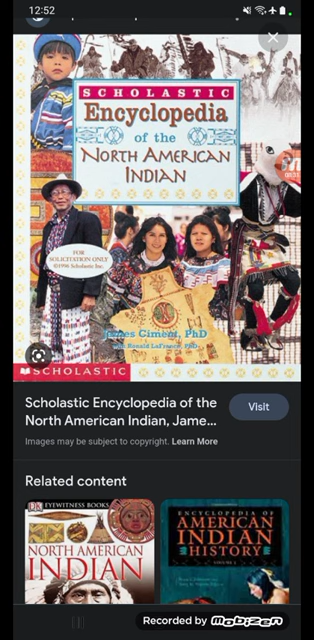 12:52
SCHOLASTIC
Encyclopedia
of the
NORTH AMERICAN
INDIAN
FOR
SOLICITATION ONLY
©1996 Scholastic Inc.
James Ciment, PhD
with Ronald LaFrance, PhD
SCHOLASTIC
Scholastic Encyclopedia of the
North American Indian, Jame...
Visit
Images may be subject to copyright. Learn More
Related content
DK EYEWITNESS BOOKS
NORTH AMERICAN
INDIAN
ENCYCLOPEDIA OF
AMERICAN
INDIAN
HISTORY
Recorded by Mobizen